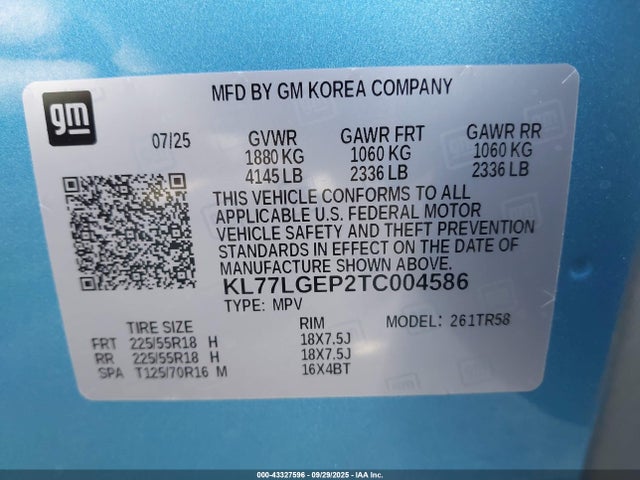 gm
MFD BY GM KOREA COMPANY
07/25 GVWR GAWR FRT GAWR RR
1880 KG 1060 KG 1060 KG
4145 LB 2336 LB 2336 LB
THIS VEHICLE CONFORMS TO ALL
APPLICABLE U.S. FEDERAL MOTOR
VEHICLE SAFETY AND THEFT PREVENTION
STANDARDS IN EFFECT ON THE DATE OF
MANUFACTURE SHOWN ABOVE.
KL77LGEP2TC004586
TYPE: MPV
TIRE SIZE RIM MODEL: 261TR58
FRT 225/55R18 H 18X7.5J
RR 225/55R18 H 18X7.5J
SPA T125/70R16 M 16X4BT
000-43327596 - 09/29/2025 - IAA Inc.